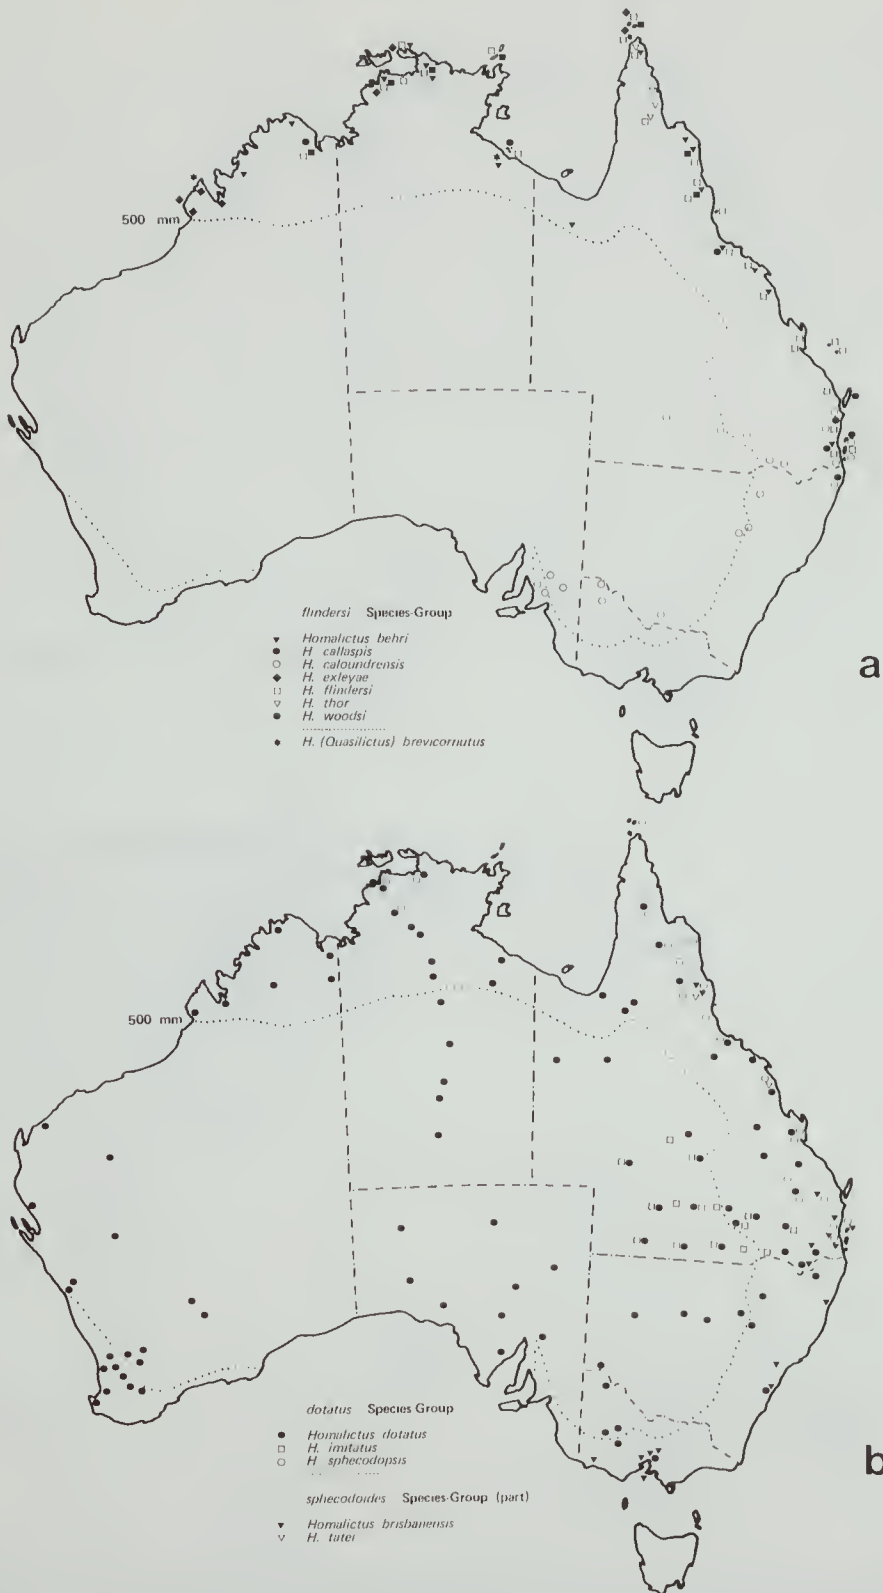 500 mm
flindersi Species-Group
Homalictus behri
H callaspis
H. caloundrensis
H. exleyae
H. flindersi
H. thor
H. woodsi
H. (Quasilictus) brevicornutus
a
500 mm
dotatus Species Group
Homalictus dotatus
H. imitatus
H sphecodopsis
sphecodoides Species-Group (part)
Homalictus brisbanensis
H. tatei
b